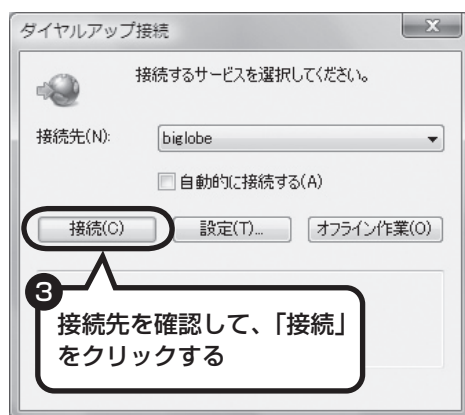 ダイヤルアップ接続
X
接続するサービスを選択してください。
接続先(N):
biglobe
自動的に接続する(A)
接続(C)
設定(T)...
オフライン作業(O)
3
接続先を確認して、「接続」
をクリックする